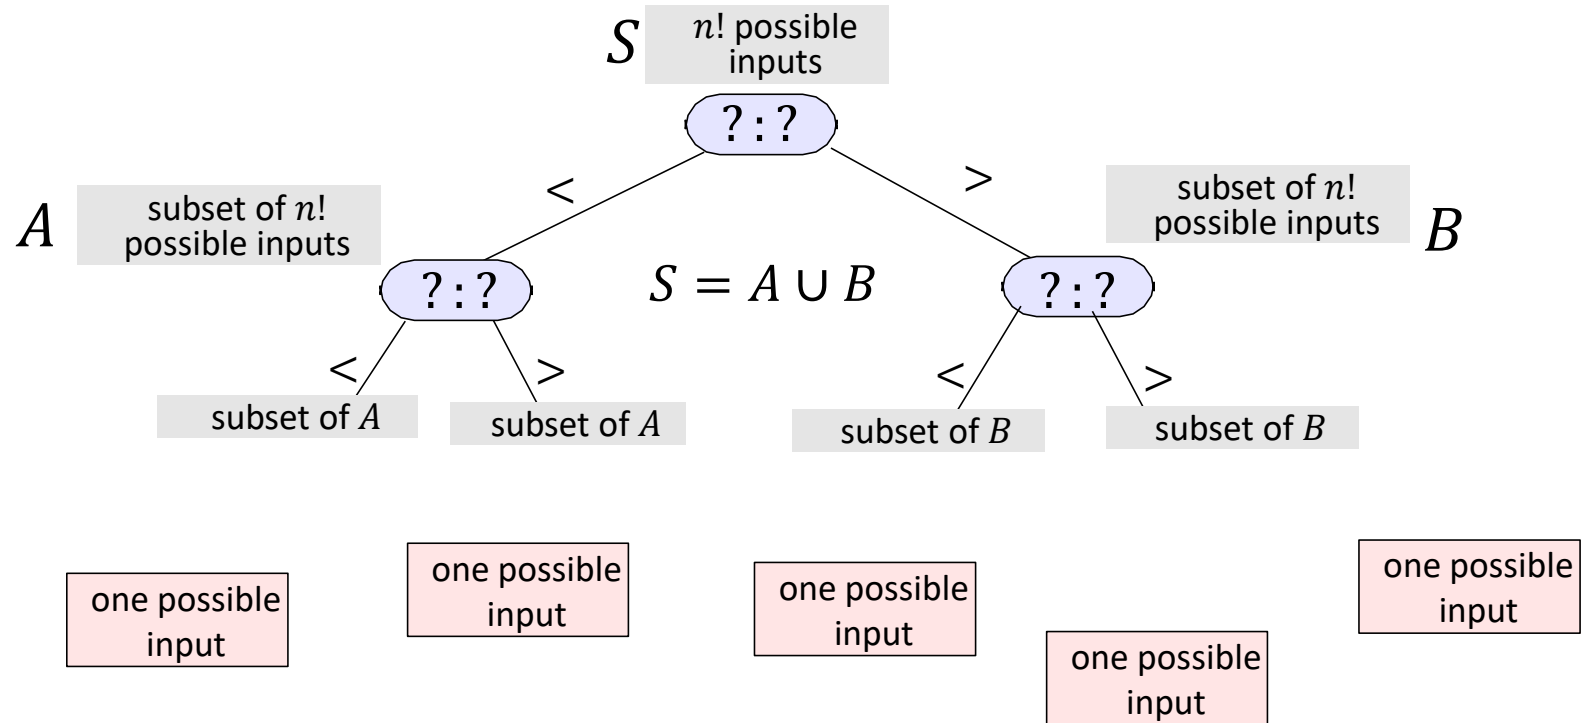 S
n! possible
inputs
?:?
<
>
A
subset of n!
possible inputs
subset of n!
possible inputs
B
?:?
S = A ∪ B
?:?
<
>
<
>
subset of A
subset of A
subset of B
subset of B
one possible
input
one possible
input
one possible
input
one possible
input
one possible
input